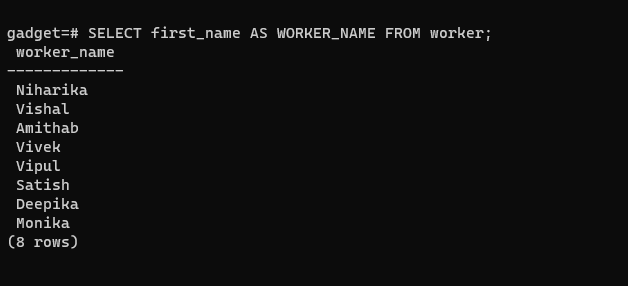 gadget=# SELECT first_name AS WORKER_NAME FROM worker;
worker_name
-------------
Niharika
Vishal
Amithab
Vivek
Vipul
Satish
Deepika
Monika
(8 rows)